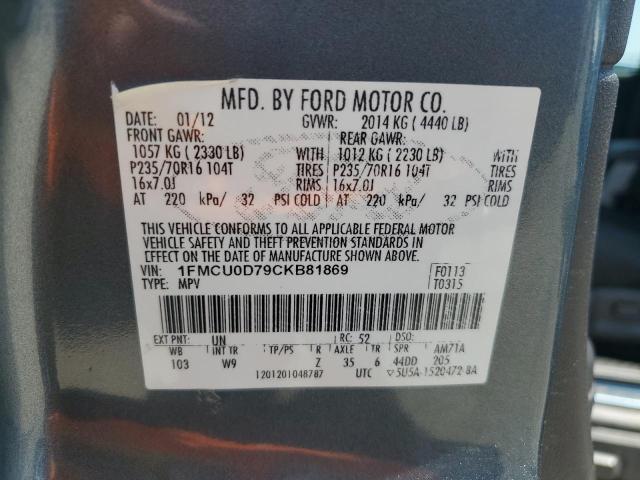 MFD. BY FORD MOTOR CO.
DATE: 01/12 GVWR: 2014 KG (4440 LB)
FRONT GAWR: REAR GAWR:
1057 KG (2330 LB) WITH 1012 KG (2230 LB) WITH
P235/70R16 104T TIRES P235/70R16 104T TIRES
16x7.0J RIMS 16x7.0J RIMS
AT 220 kPa/ 32 PSI COLD AT 220 kPa/ 32 PSI COLD
THIS VEHICLE CONFORMS TO ALL APPLICABLE FEDERAL MOTOR
VEHICLE SAFETY AND THEFT PREVENTION STANDARDS IN
EFFECT ON THE DATE OF MANUFACTURE SHOWN ABOVE.
VIN: 1FMCU0D79CKB81869 F0113
TYPE: MPV T0315
EXT PNT: UN RC: 52 DSO:
WB INT TR TP/PS R AXLE TR SPR AM71A
103 W9 Z 35 6 44DD 205
1201201048787 UTC ▽5U5A-1520472-BA